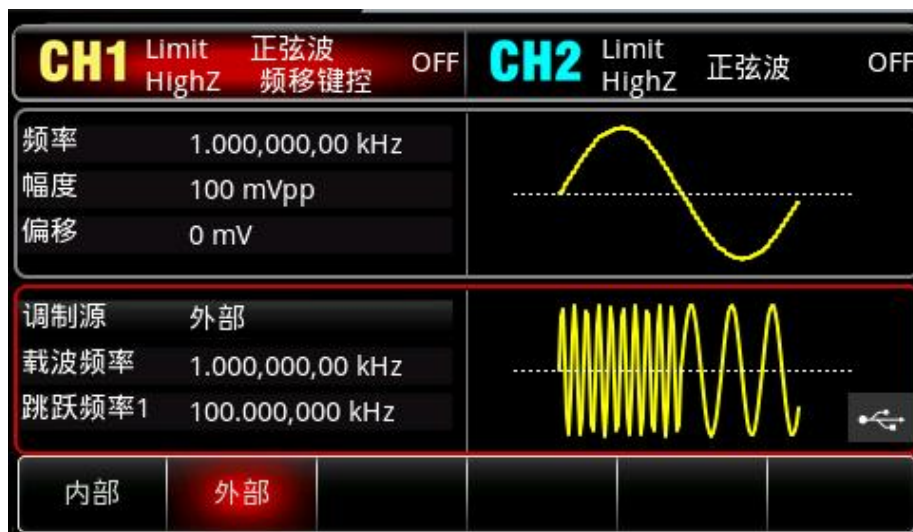 CH1 Limit 正弦波 OFF CH2 Limit 正弦波 OFF
HighZ 频移键控 HighZ
频率 1.000,000,00 kHz
幅度 100 mVpp
偏移 0 mV
调制源 外部
载波频率 1.000,000,00 kHz
跳跃频率1 100.000,000 kHz
内部 外部